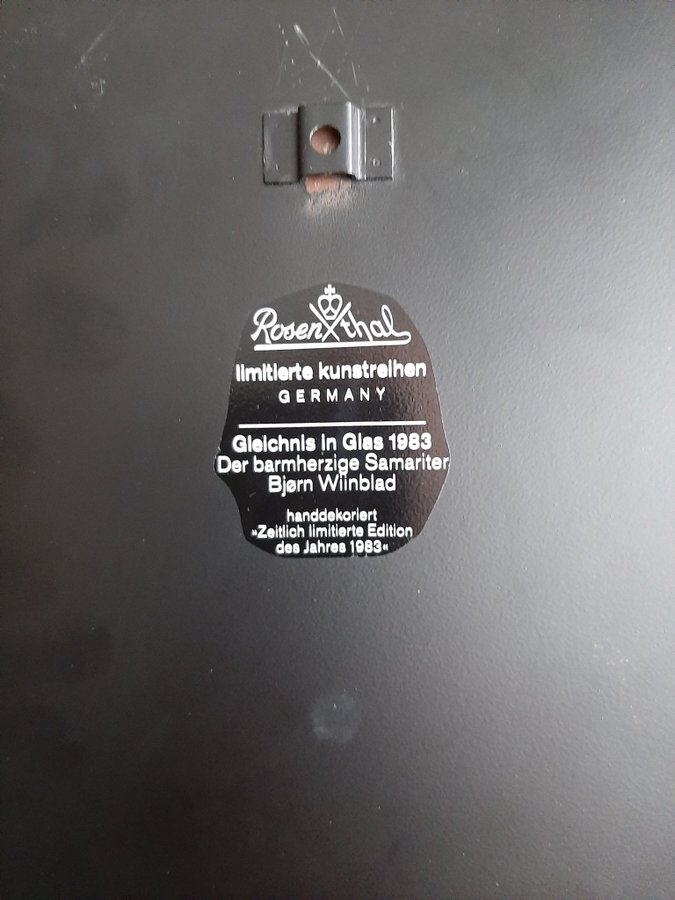 Rosenthal
limitierte kunstreihen
GERMANY
Gleichnis in Glas 1983
Der barmherzige Samariter
Bjørn Wiinblad
handdekoriert
»Zeitlich limitierte Edition
des Jahres 1983«